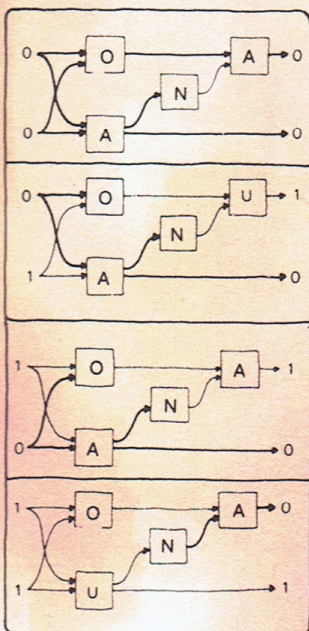 0 O A 0
N
0 A 0
0 O U 1
N
1 A 0
1 O A 1
N
0 A 0
1 O A 0
N
1 U 1